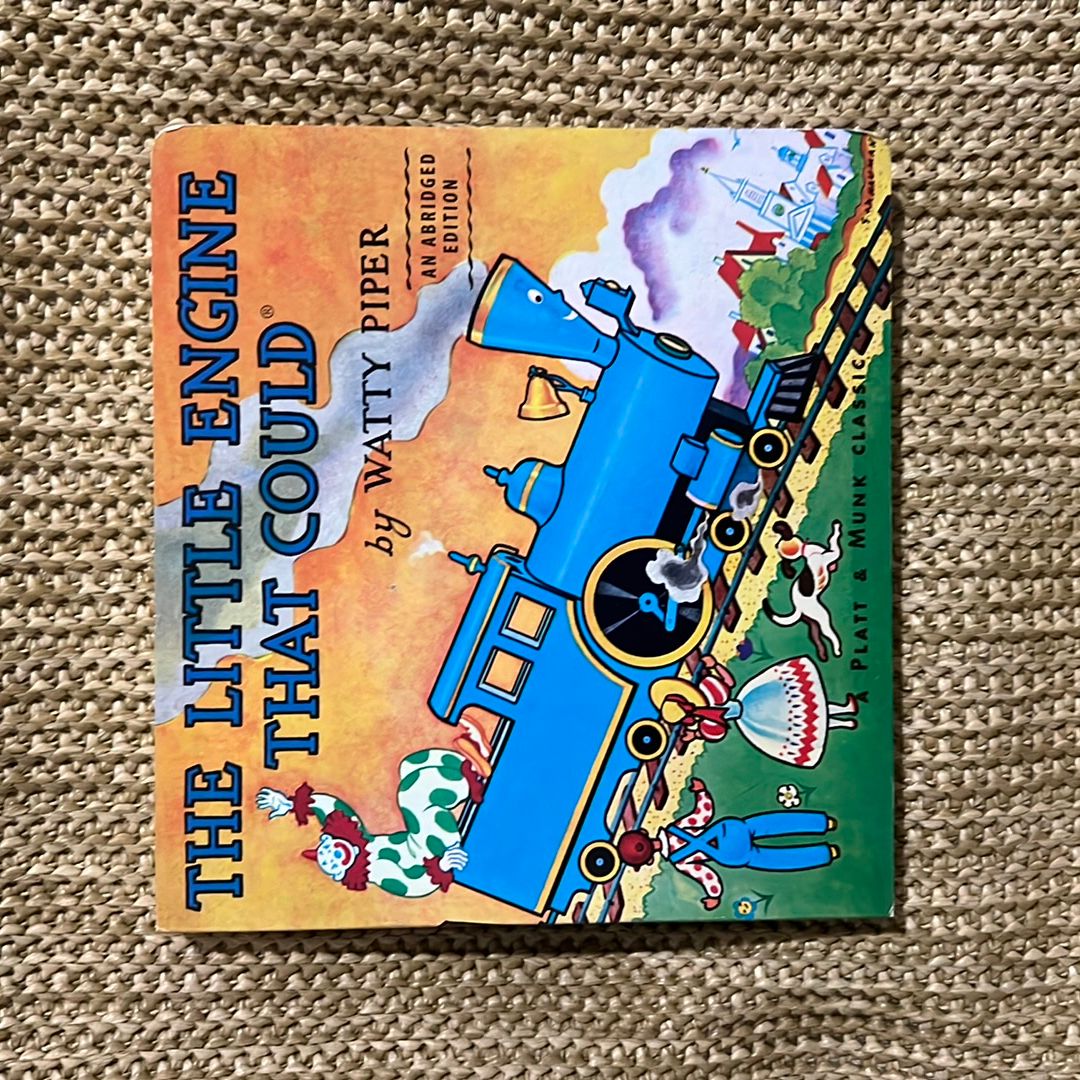 THE LITTLE ENGINE
THAT COULD®
by WATTY PIPER
AN ABRIDGED
EDITION
A PLATT & MUNK CLASSIC